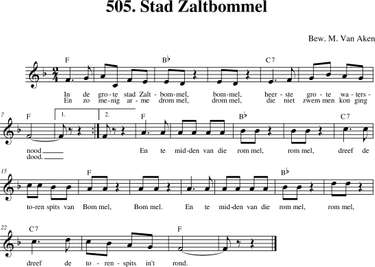 505. Stad Zaltbommel
Bew. M. Van Aken
F Bb C7
In de gro - te stad Zalt - bom-mel, bom-mel, heer - ste gro - te wa - ters-
En zo me-nig ar - me drom mel, drom mel, die niet zwem men kon ging
7 F 1. 2. F Bb C7
nood En te mid-den van die rom mel, rom mel, dreef de
dood.
15 F Bb
to-ren spits van Bom mel, Bom mel. En te mid-den van die rom mel, rom mel,
22 C7 F
dreef de to - ren - spits in't rond.